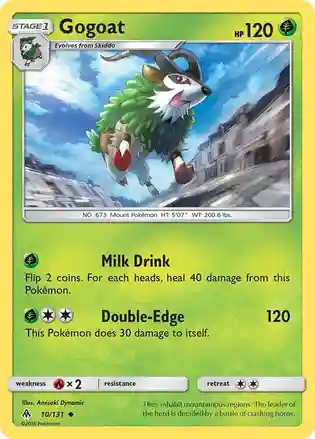 STAGE1 Gogoat HP 120
Evolves from Skiddo
NO. 673 Mount Pokémon HT: 5'07" WT: 200.6 lbs.
Milk Drink
Flip 2 coins. For each heads, heal 40 damage from this
Pokémon.
Double-Edge 120
This Pokémon does 30 damage to itself.
weakness × 2 resistance retreat
Illus. Anesaki Dynamic
10/131
©2018 Pokémon
They inhabit mountainous regions. The leader of
the herd is decided by a battle of clashing horns.